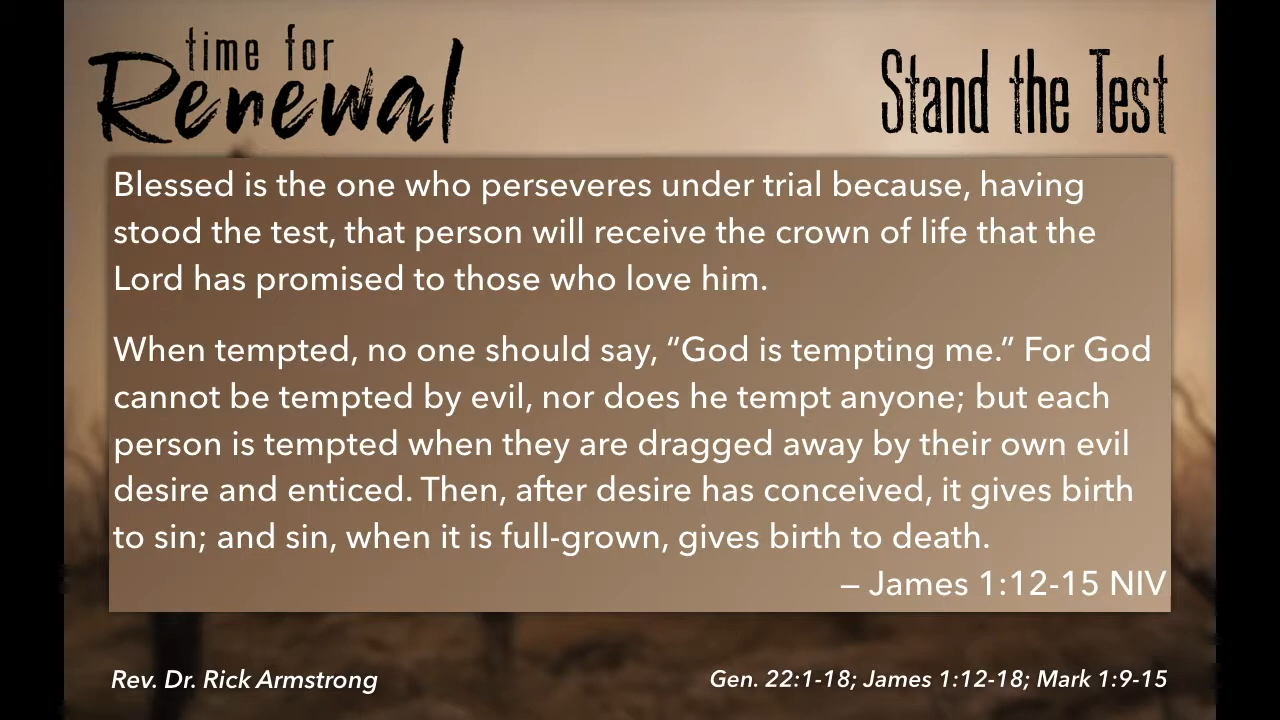 time for
Renewal
Stand the Test
Blessed is the one who perseveres under trial because, having
stood the test, that person will receive the crown of life that the
Lord has promised to those who love him.
When tempted, no one should say, “God is tempting me.” For God
cannot be tempted by evil, nor does he tempt anyone; but each
person is tempted when they are dragged away by their own evil
desire and enticed. Then, after desire has conceived, it gives birth
to sin; and sin, when it is full-grown, gives birth to death.
– James 1:12-15 NIV
Rev. Dr. Rick Armstrong
Gen. 22:1-18; James 1:12-18; Mark 1:9-15